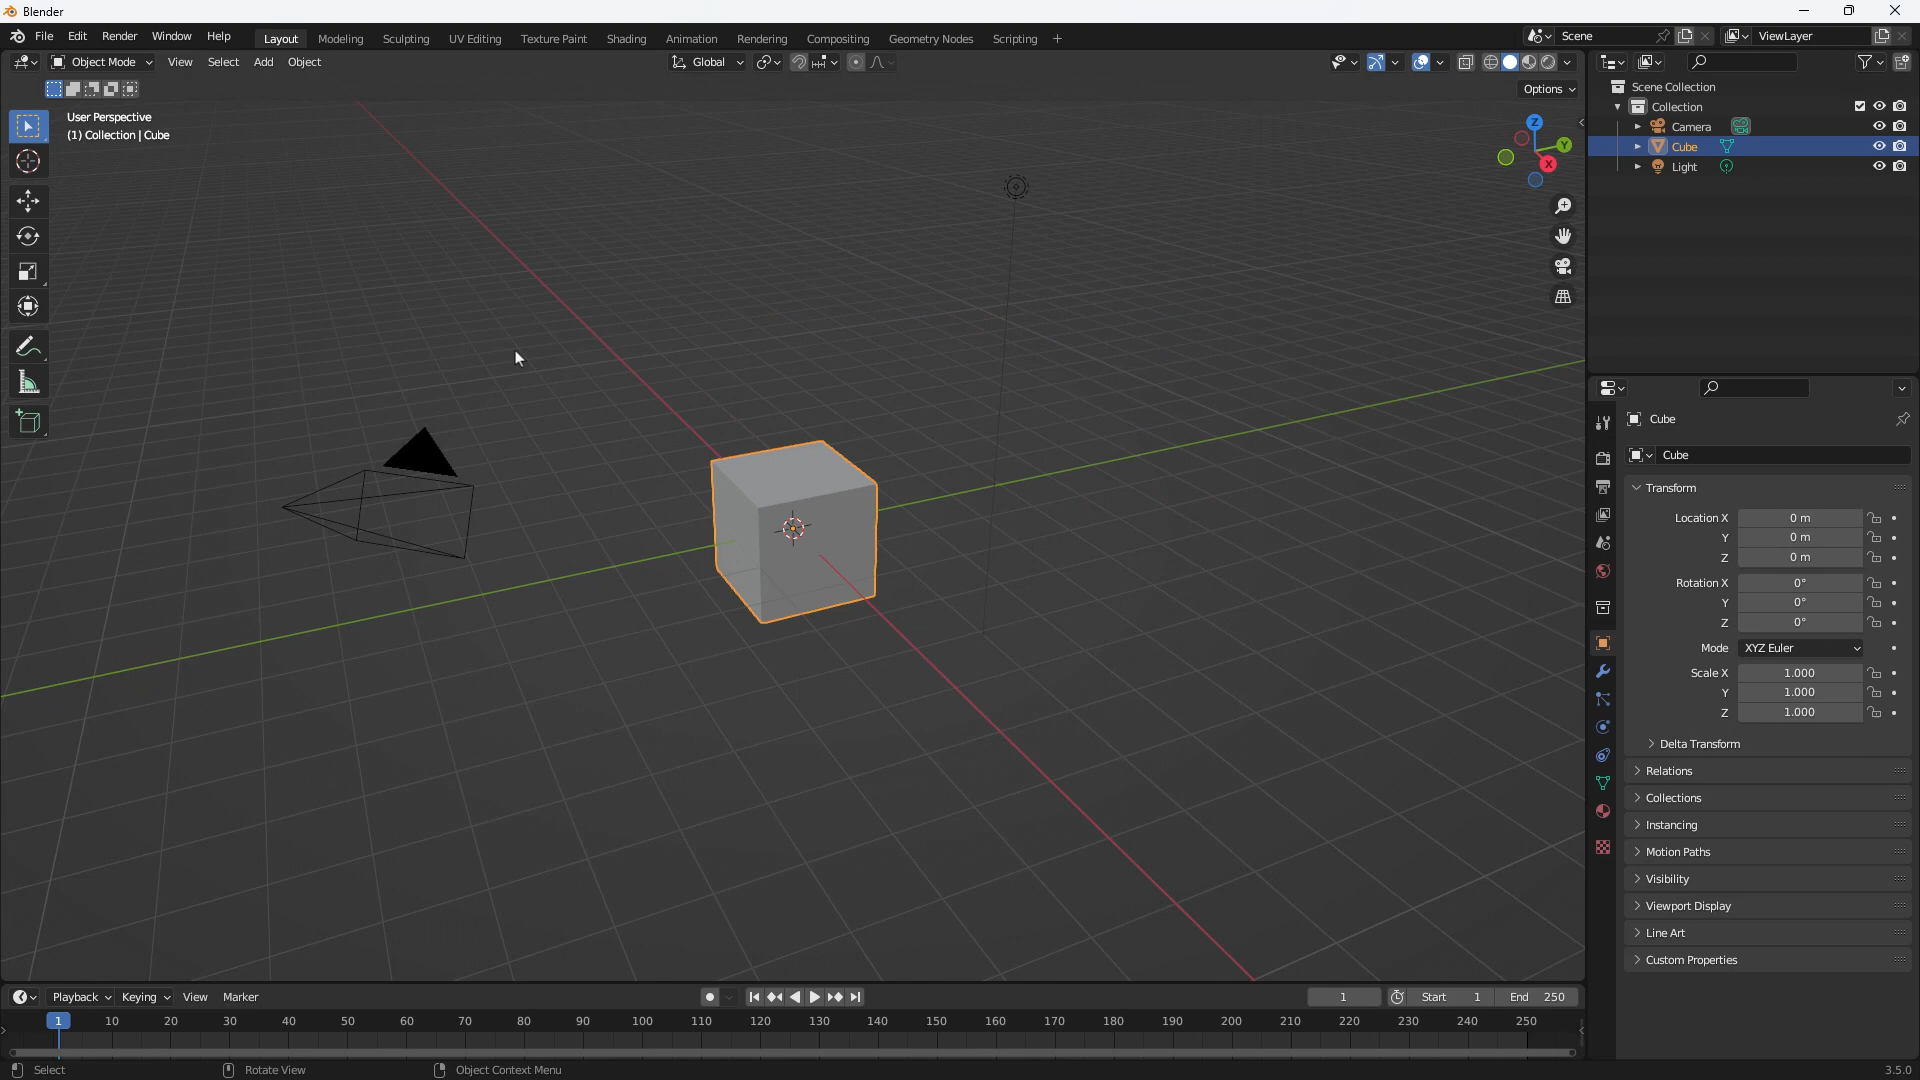 Blender
File Edit Render Window Help Layout Modeling Sculpting UV Editing Texture Paint Shading Animation Rendering Compositing Geometry Nodes Scripting + Scene ViewLayer
Object Mode View Select Add Object Global
Options
User Perspective
(1) Collection | Cube
Z
Y
X
Scene Collection
Collection
Camera
Cube
Light
Cube
Cube
Transform
Location X 0 m
Y 0 m
Z 0 m
Rotation X 0°
Y 0°
Z 0°
Mode XYZ Euler
Scale X 1.000
Y 1.000
Z 1.000
Delta Transform
Relations
Collections
Instancing
Motion Paths
Visibility
Viewport Display
Line Art
Custom Properties
Playback Keying View Marker 1 Start 1 End 250
1 10 20 30 40 50 60 70 80 90 100 110 120 130 140 150 160 170 180 190 200 210 220 230 240 250
Select Rotate View Object Context Menu 3.5.0